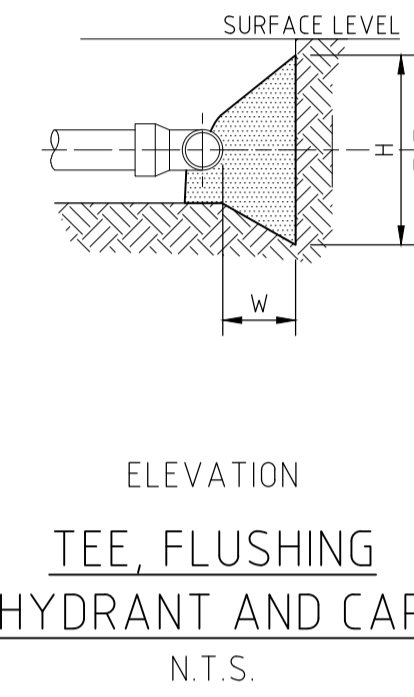 SURFACE LEVEL
H
W
ELEVATION
TEE, FLUSHING
HYDRANT AND CAP
N.T.S.